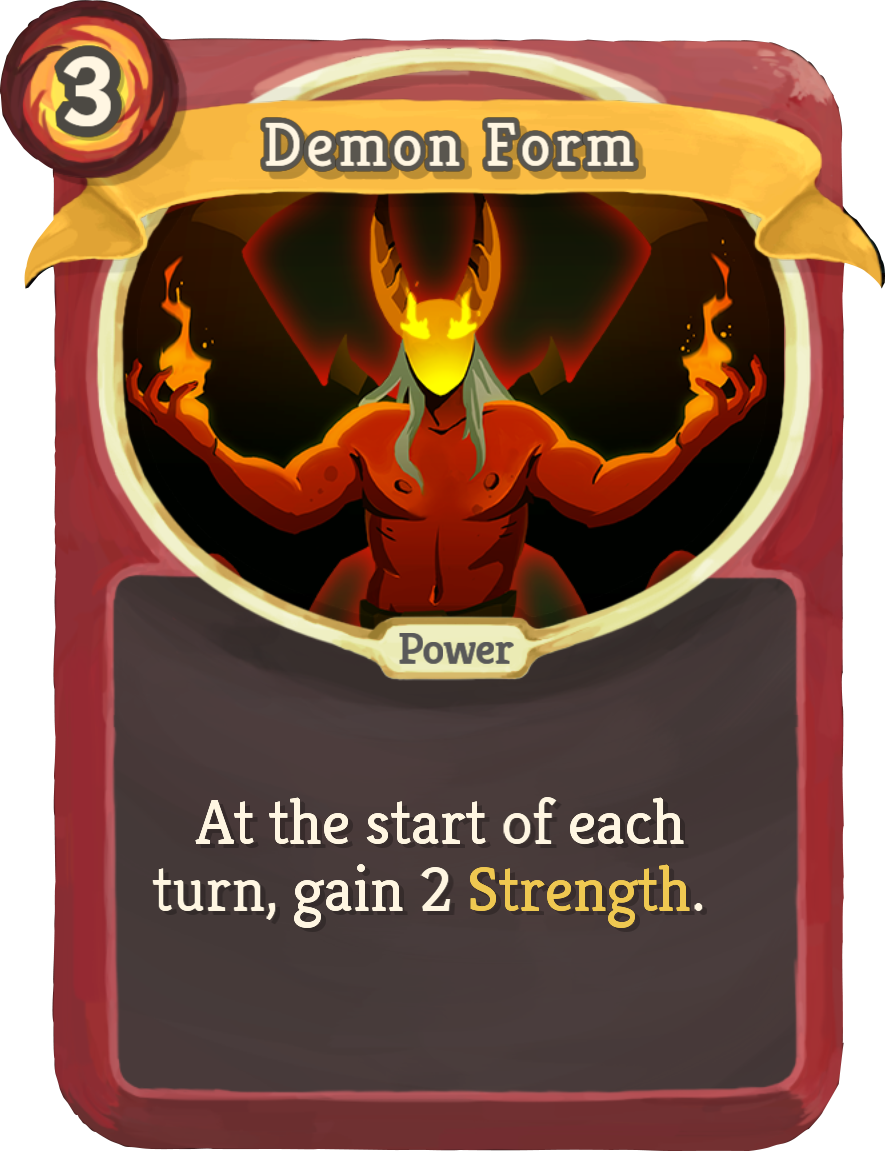 3
Demon Form
Power
At the start of each
turn, gain 2 Strength.